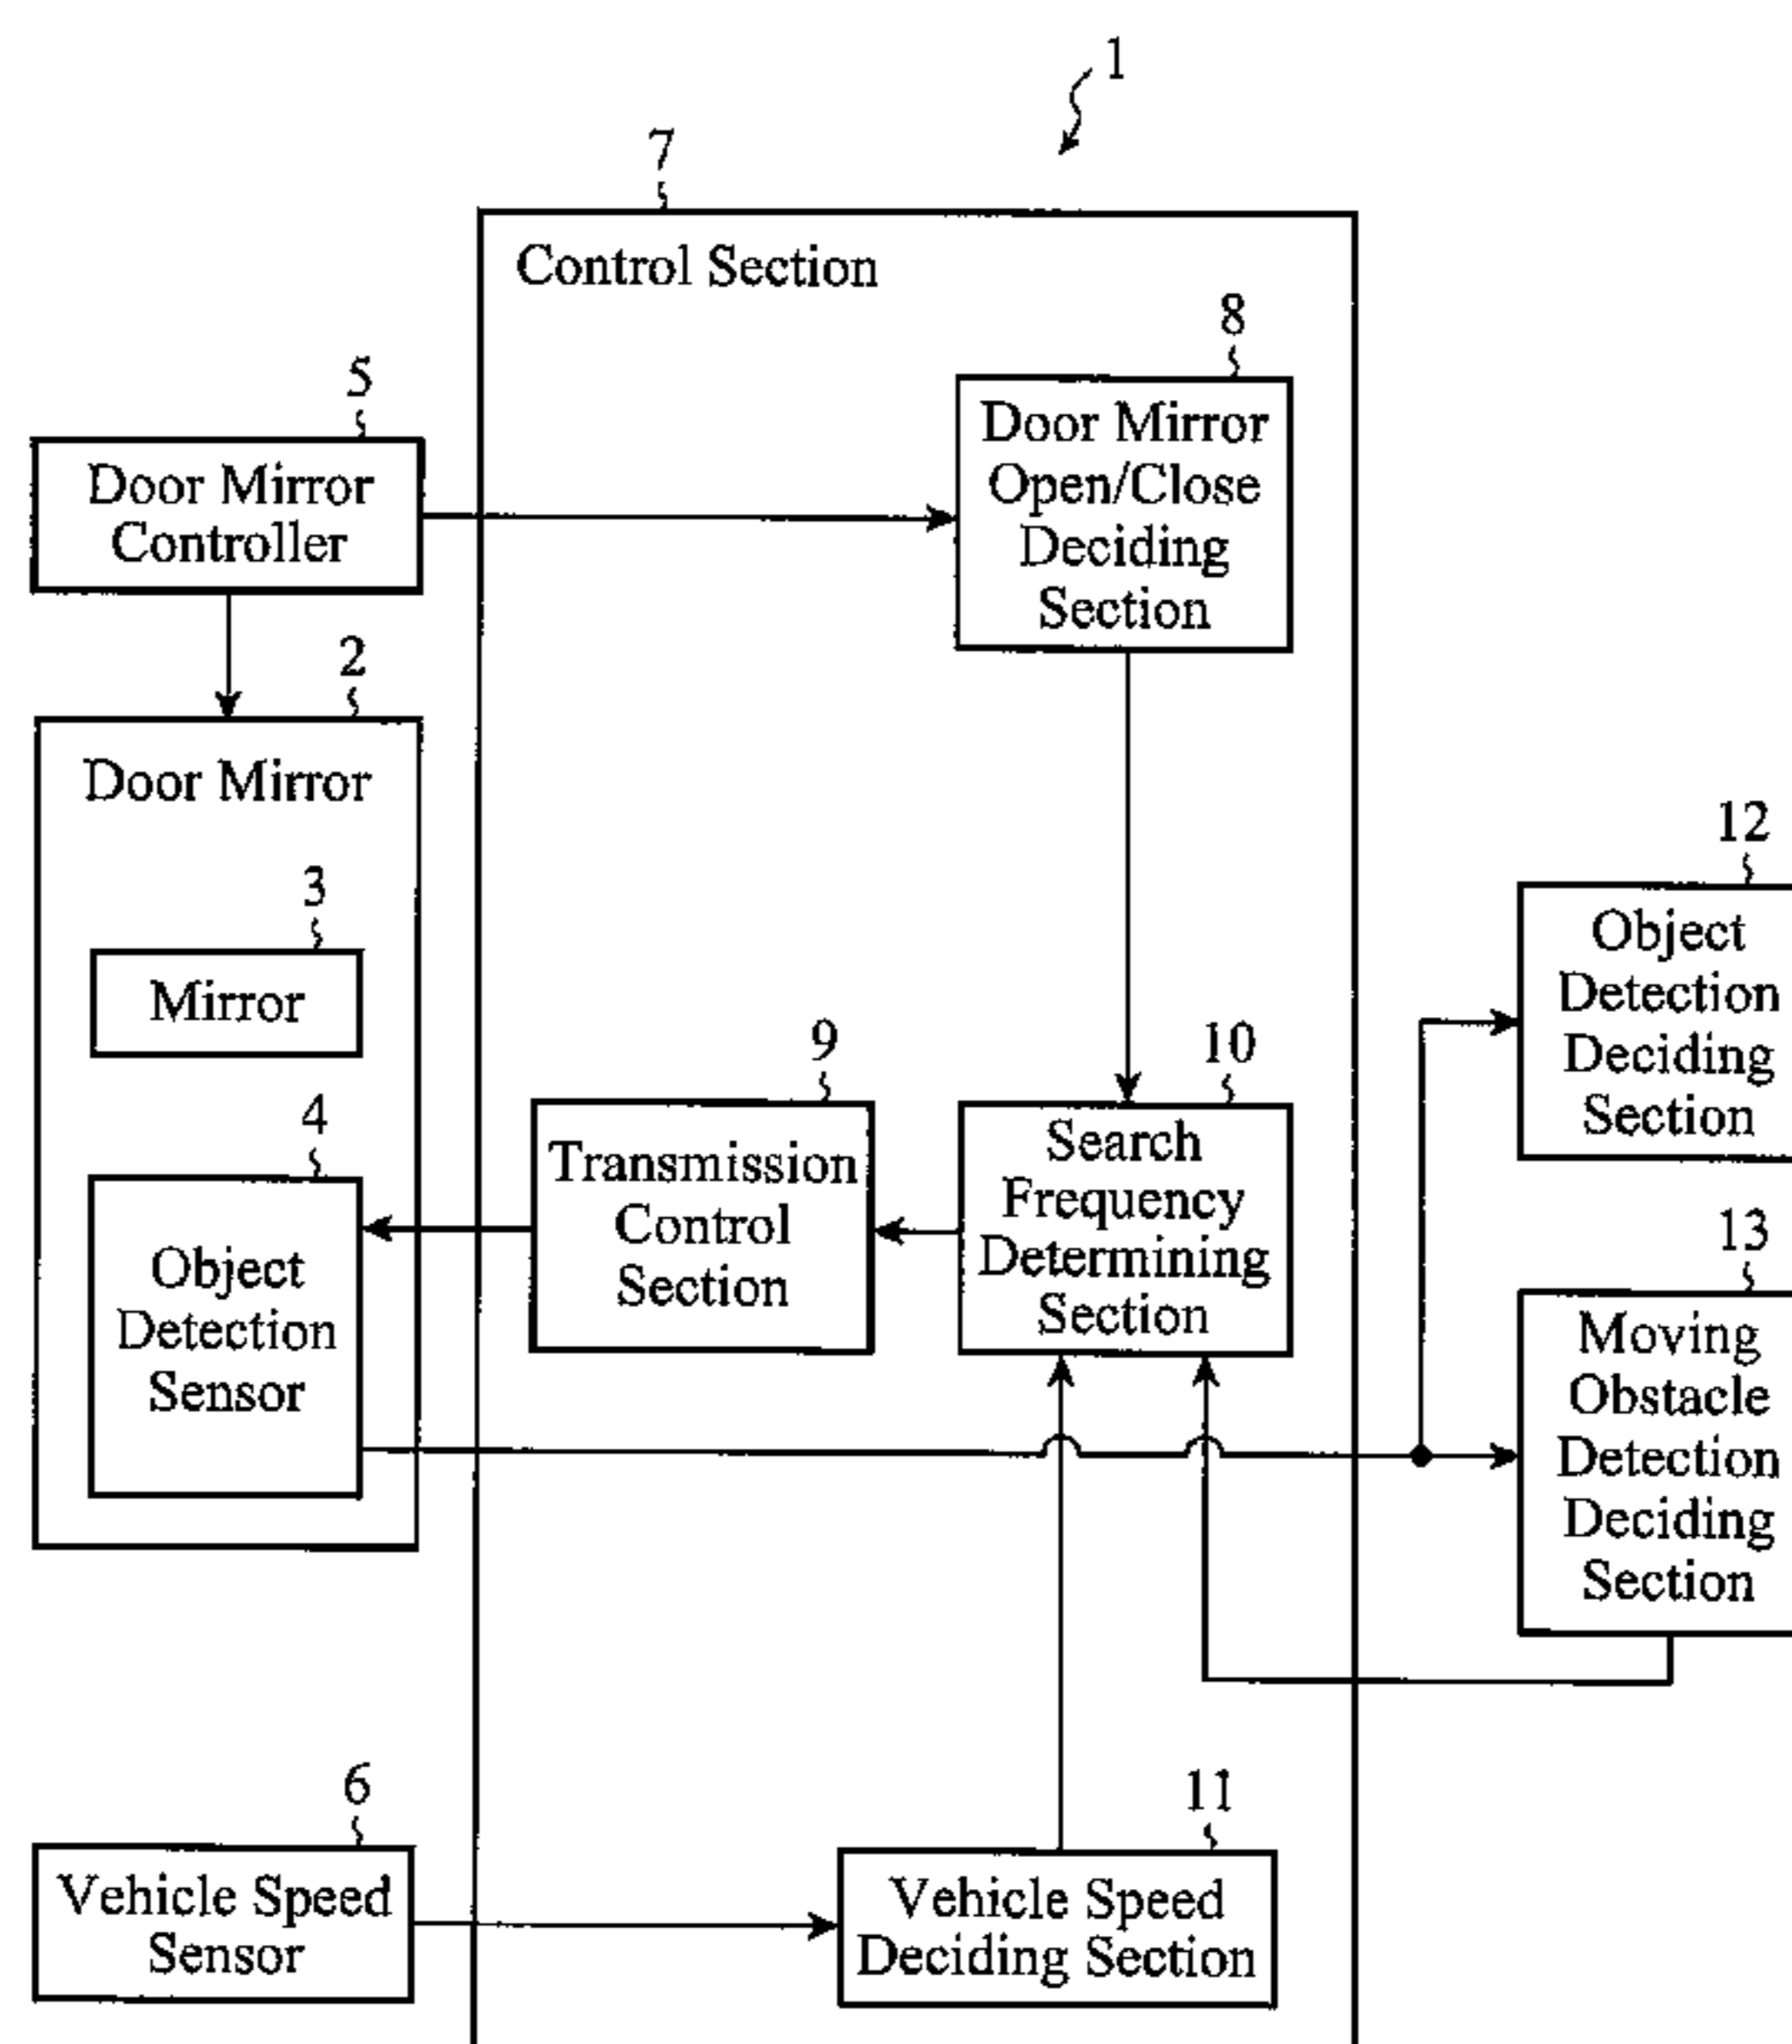 1
7
Control Section
8
Door Mirror
Open/Close
Deciding
Section
5
Door Mirror
Controller
2
Door Mirror
3
Mirror
4
Object
Detection
Sensor
9
Transmission
Control
Section
10
Search
Frequency
Determining
Section
12
Object
Detection
Deciding
Section
13
Moving
Obstacle
Detection
Deciding
Section
6
Vehicle Speed
Sensor
11
Vehicle Speed
Deciding Section